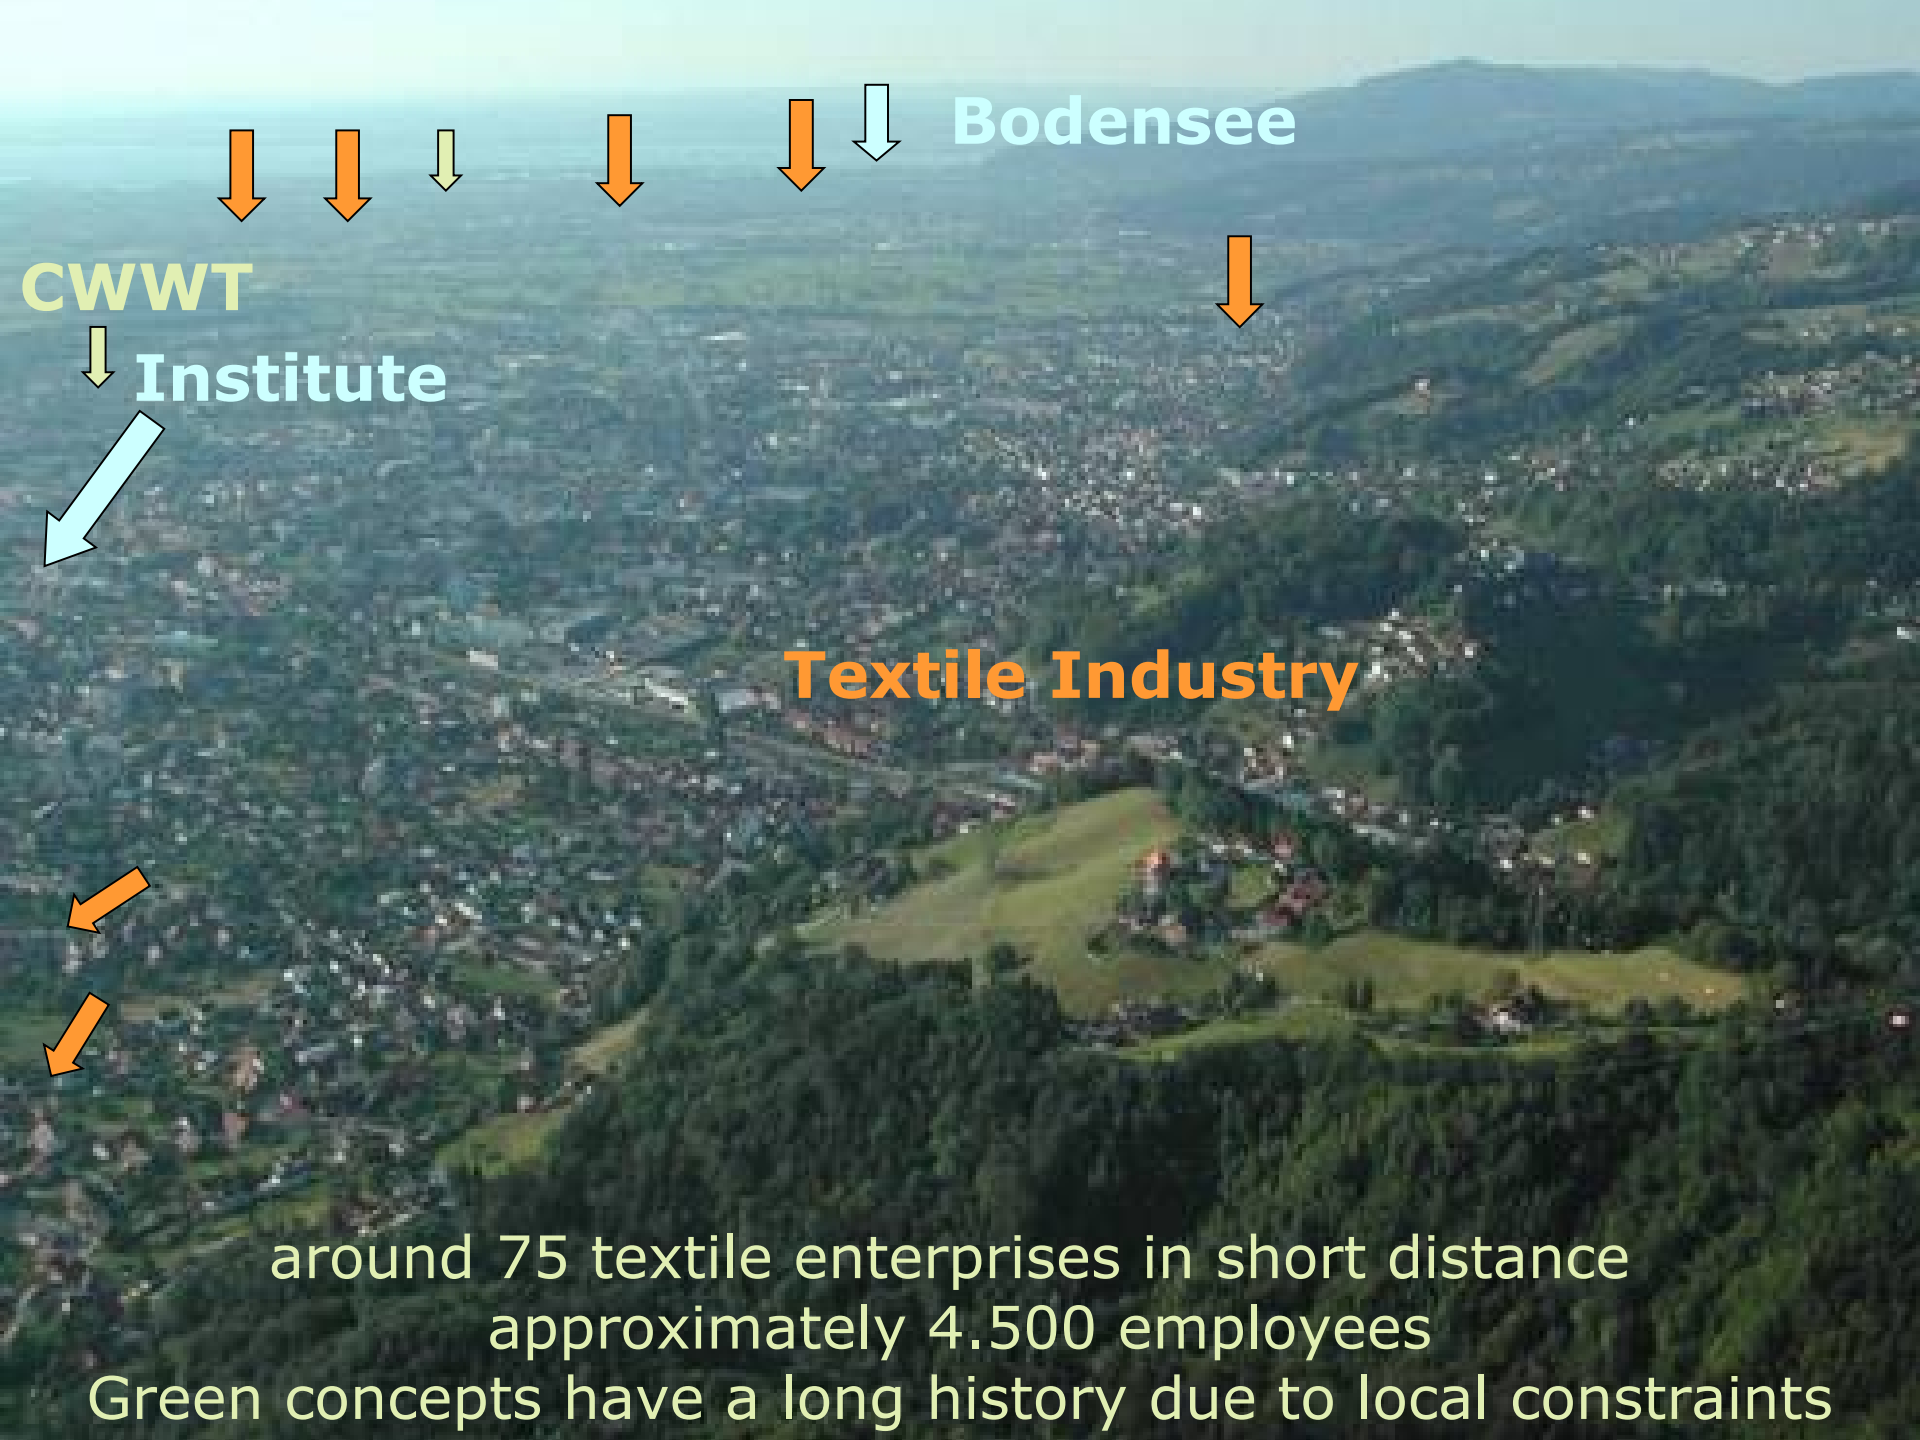 Bodensee
CWWT
Institute
Textile Industry
around 75 textile enterprises in short distance
approximately 4.500 employees
Green concepts have a long history due to local constraints